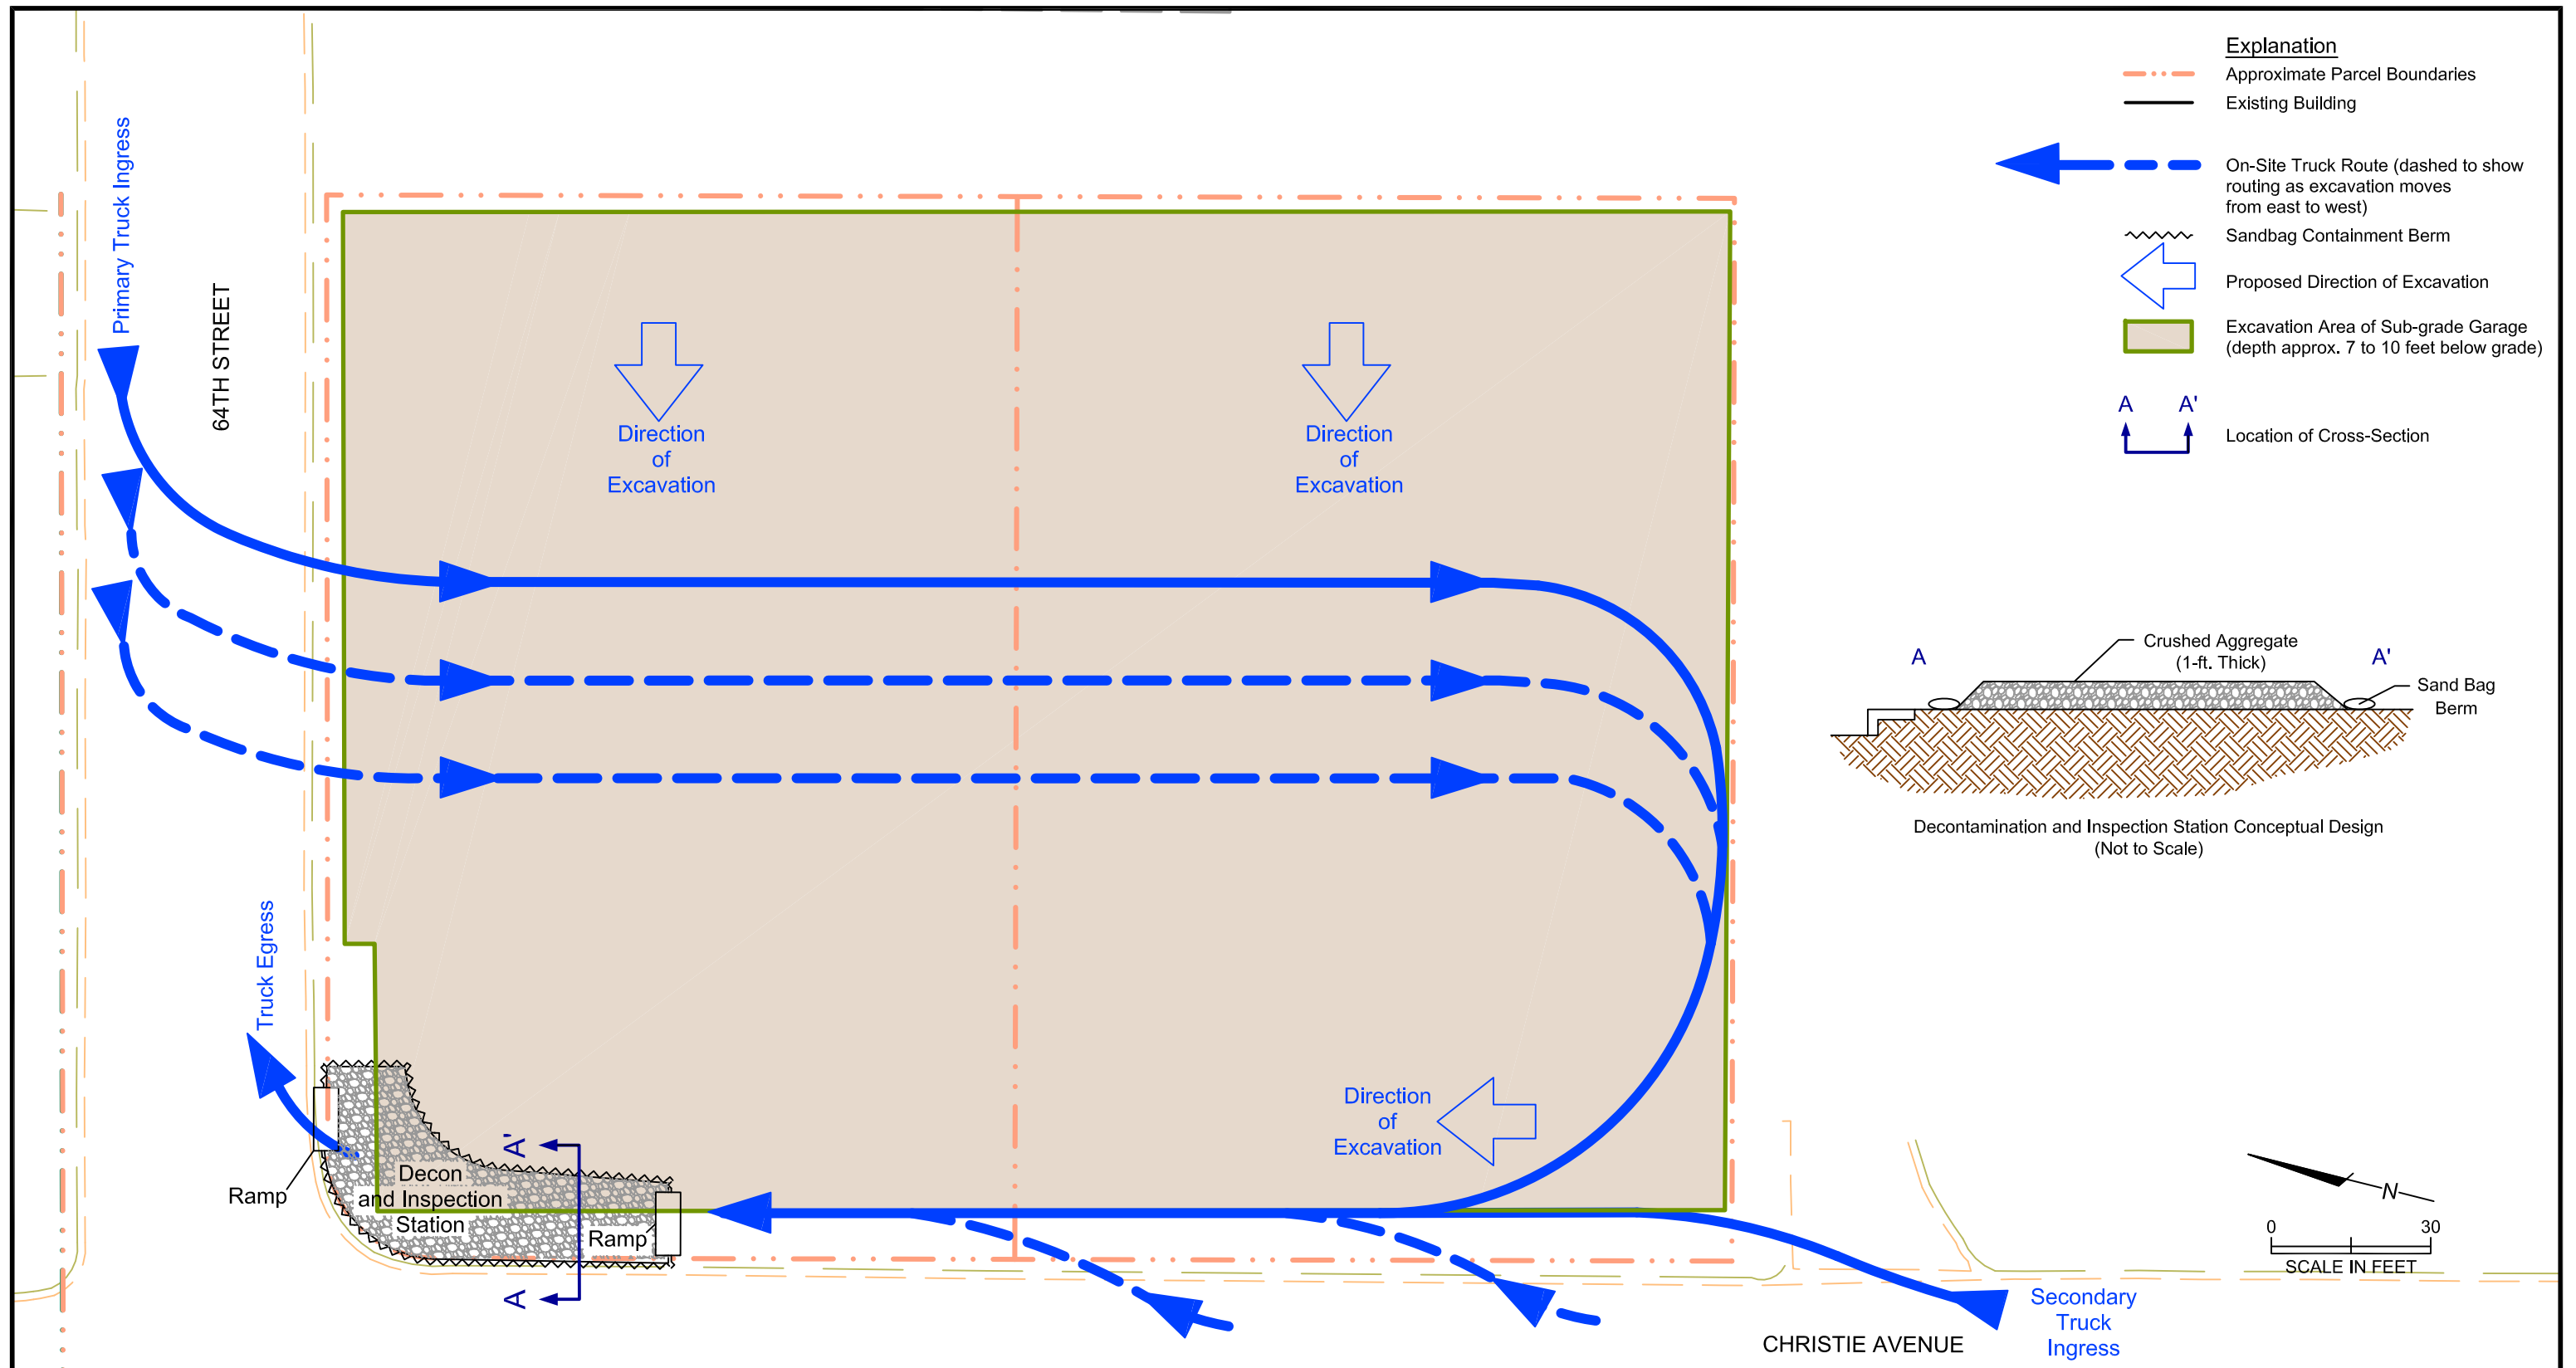 Explanation
Approximate Parcel Boundaries
Existing Building
On-Site Truck Route (dashed to show
routing as excavation moves
from east to west)
Sandbag Containment Berm
Proposed Direction of Excavation
Excavation Area of Sub-grade Garage
(depth approx. 7 to 10 feet below grade)
A A'
Location of Cross-Section
Primary Truck Ingress
64TH STREET
Direction
of
Excavation
Direction
of
Excavation
A
A'
Crushed Aggregate
(1-ft. Thick)
Sand Bag
Berm
Decontamination and Inspection Station Conceptual Design
(Not to Scale)
Truck Egress
Direction
of
Excavation
Ramp
Decon
and Inspection
Station
Ramp
A'
A
N
0 30
SCALE IN FEET
Secondary
Truck
Ingress
CHRISTIE AVENUE